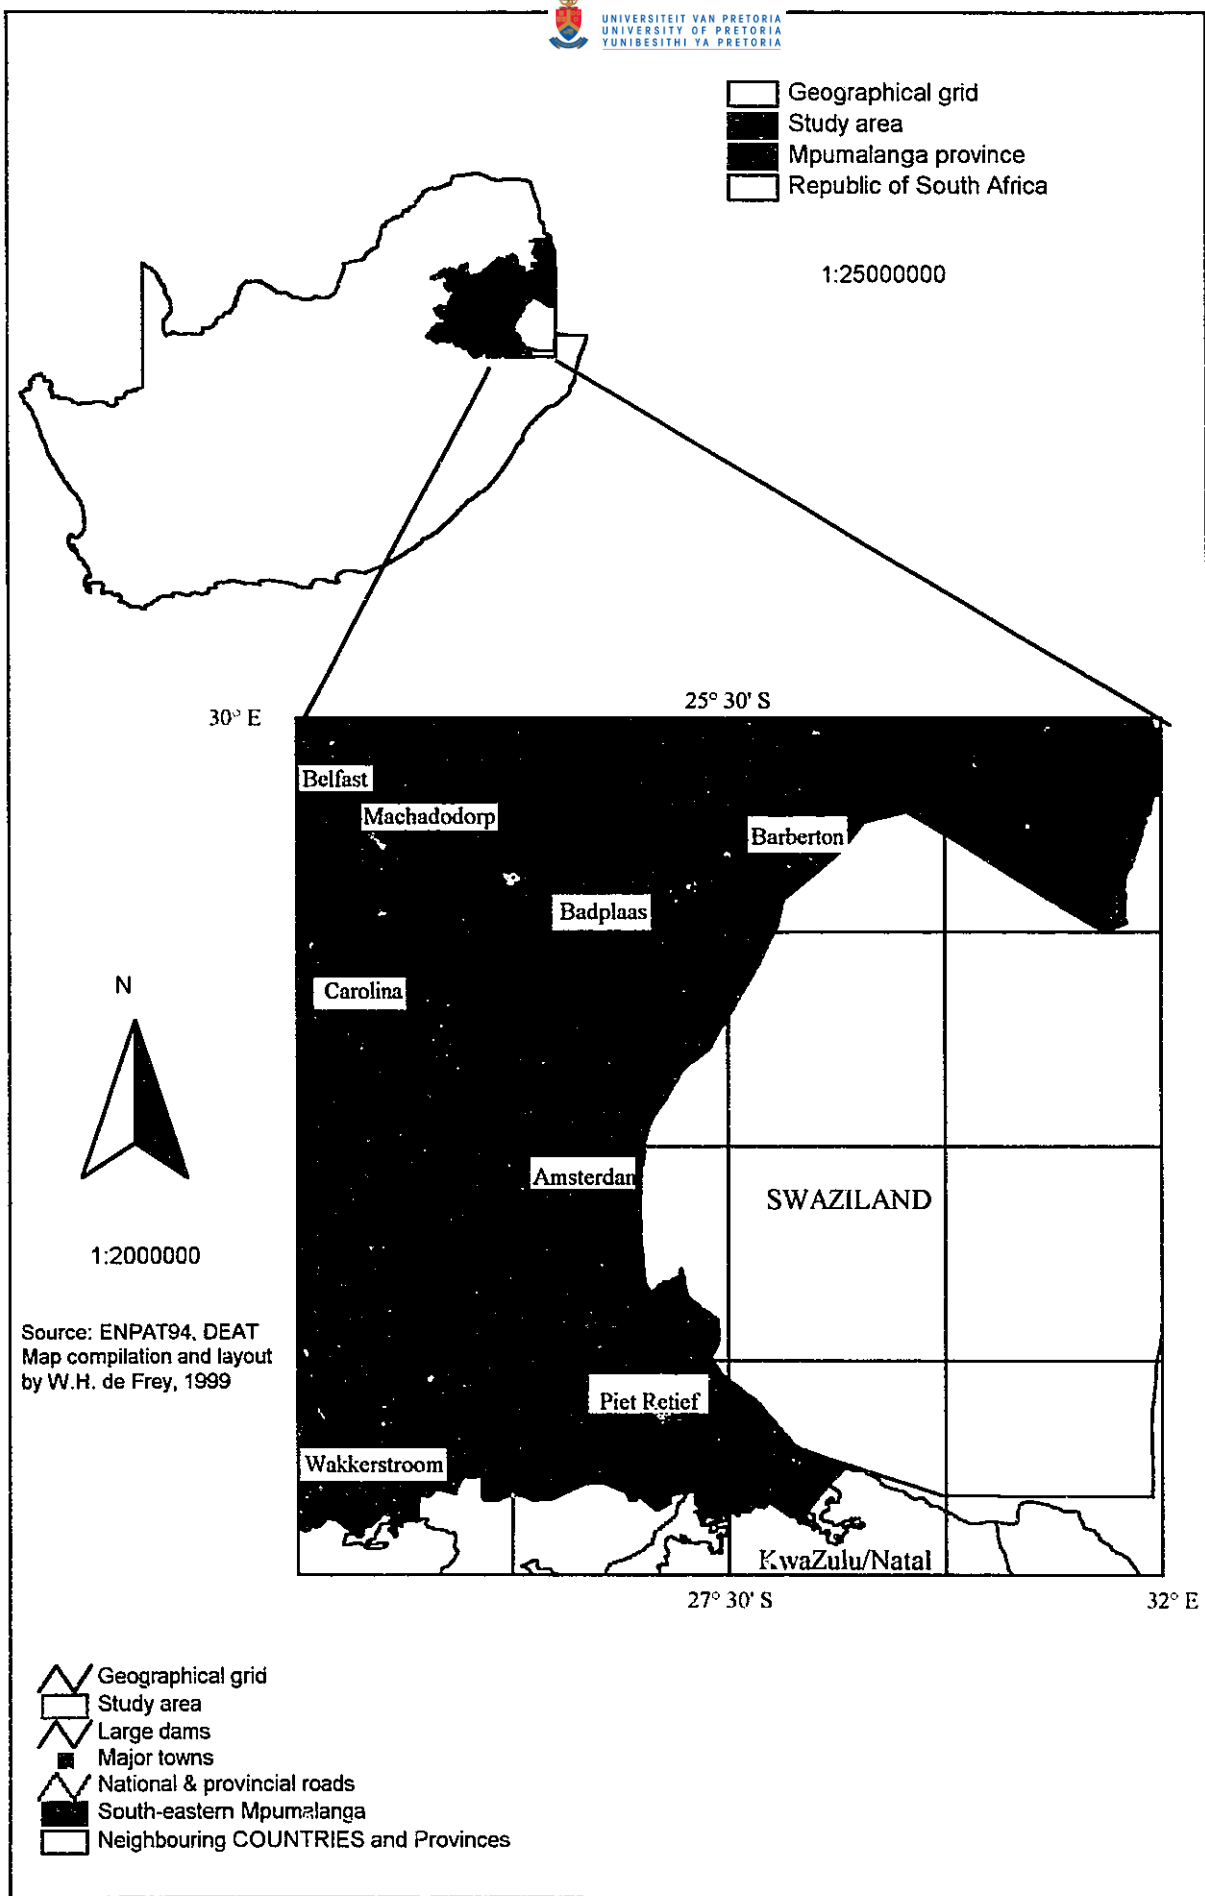 UNIVERSITEIT VAN PRETORIA
UNIVERSITY OF PRETORIA
YUNIBESITHI YA PRETORIA
Geographical grid
Study area
Mpumalanga province
Republic of South Africa
1:25000000
30° E
25° 30' S
Belfast
Machadodorp
Barberton
Badplaas
N
Carolina
Amsterdan
SWAZILAND
1:2000000
Source: ENPAT94, DEAT
Map compilation and layout
by W.H. de Frey, 1999
Piet Retief
Wakkerstroom
KwaZulu/Natal
27° 30' S
32° E
Geographical grid
Study area
Large dams
Major towns
National & provincial roads
South-eastern Mpumalanga
Neighbouring COUNTRIES and Provinces